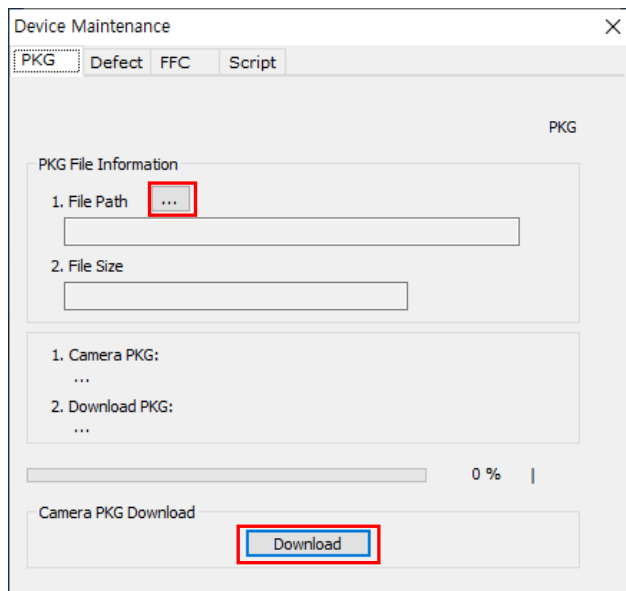 Device Maintenance
PKG Defect FFC Script
PKG
PKG File Information
1. File Path ...
2. File Size
1. Camera PKG:
...
2. Download PKG:
...
0 % |
Camera PKG Download
Download